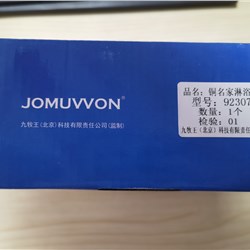 JOMUVVON
九牧王（北京）科技有限责任公司(监制)
品名：铜名家淋浴
型号：92307
数量：1个
检验：01
九牧王（北京）科技有限责任公司